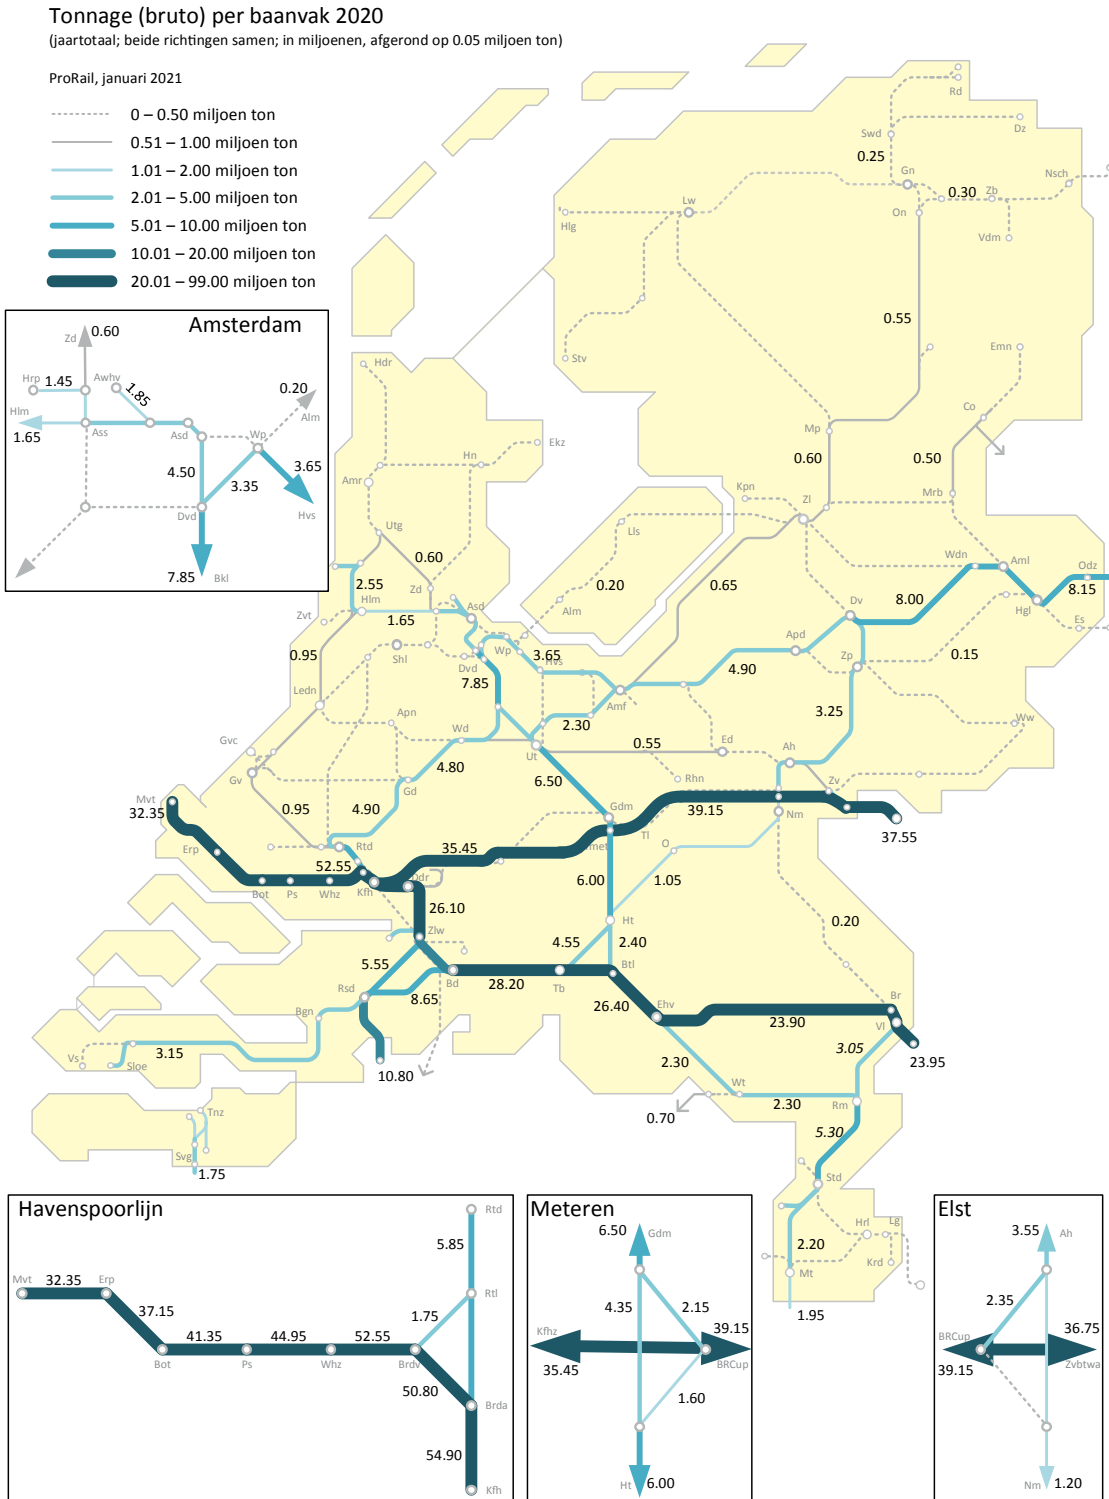 Tonnage (bruto) per baanvak 2020
(jaartotaal; beide richtingen samen; in miljoenen, afgerond op 0.05 miljoen ton)
ProRail, januari 2021
0 – 0.50 miljoen ton
0.51 – 1.00 miljoen ton
1.01 – 2.00 miljoen ton
2.01 – 5.00 miljoen ton
5.01 – 10.00 miljoen ton
10.01 – 20.00 miljoen ton
20.01 – 99.00 miljoen ton
Amsterdam
Zd 0.60
Hrp 1.45 Awhv 1.85 0.20
Hlm Alm
1.65 Ass Asd Wp
4.50 3.35 3.65
Dvd Hvs
7.85 Bkl
Rd
Swd Dz
0.25
Gn Nsch
0.30 Zb
Lw On
Hlg Vdm
0.55
Stv Emn
Hdr
Co
Mp
Hn Ekz
0.60 0.50
Amr Kpn Mrb
Zl
Utg Lls
0.60 Wdn Aml
2.55 Zd 0.20 0.65 Odz
Hlm Asd Alm Dv 8.00 Hgl 8.15
Zvt 1.65 Es
0.95 Shl Wp 3.65 Apd
Dvd Hvs Zp 0.15
7.85 4.90
Ledn Amf
Apn 2.30 3.25 Ww
Gvc Wd
Ut 0.55 Ed Ah
Gv 4.80
Gd 6.50 Rhn Zv
Mvt
32.35 0.95 4.90 39.15
Gdm Nm
Tl 37.55
Erp Rtd 35.45 met O
52.55 6.00 1.05
Bot Ps Whz Kfh Ddr
26.10 0.20
Ht
Zlw 4.55 2.40
5.55 Btl
Rsd 8.65 Bd 28.20 Tb 26.40
Bgn Ehv 23.90 Br
Vl
3.15 3.05
Vs Sloe 2.30 23.95
10.80
Wt 2.30 Rm
Tnz 0.70
5.30
Svg
1.75 Std
Hrl Lg
2.20 Krd
Mt
1.95
Havenspoorlijn
Rtd
5.85
Mvt 32.35 Erp Rtl
37.15 1.75
41.35 44.95 52.55
Bot Ps Whz Brdv
50.80
Brda
54.90
Kfh
Meteren
6.50 Gdm
4.35 2.15
Kfhz 39.15
35.45 BRCup
1.60
Ht 6.00
Elst
3.55 Ah
2.35
BRCup 36.75
39.15 Zvbtwa
Nm 1.20